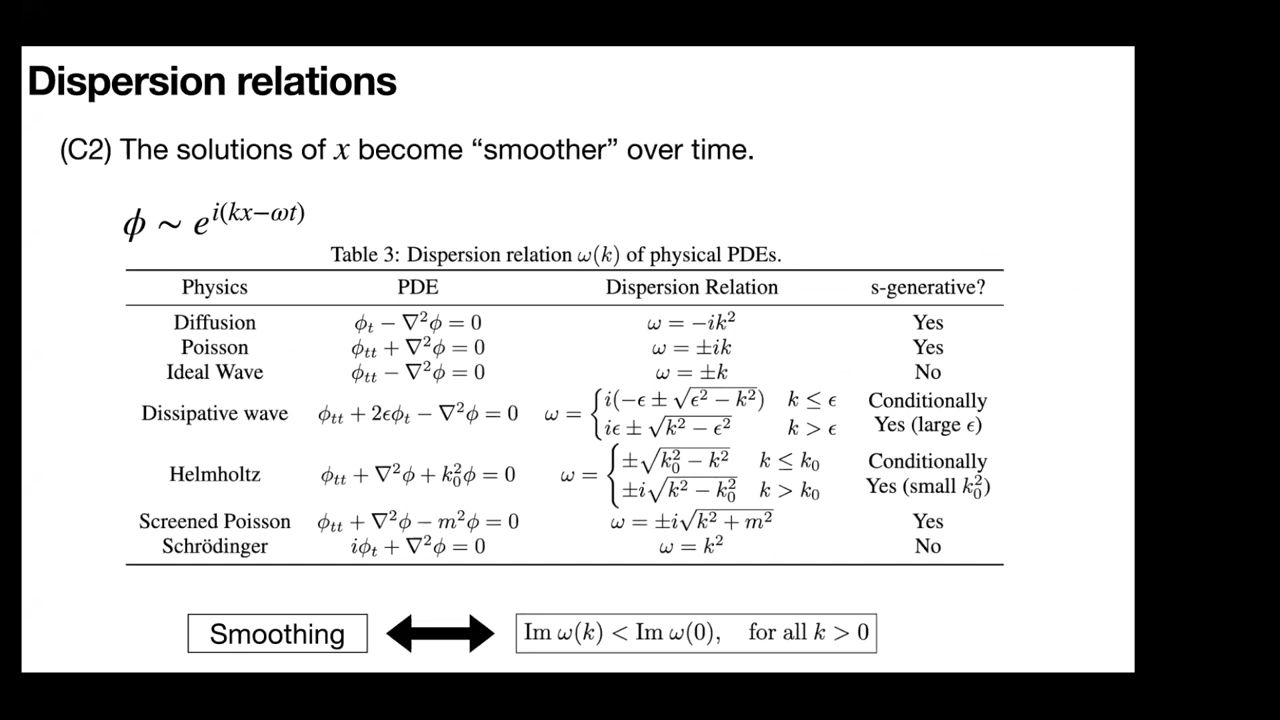 Dispersion relations
(C2) The solutions of x become “smoother” over time.
ϕ ∼ e^{i(kx−ωt)}
Table 3: Dispersion relation ω(k) of physical PDEs.
Physics PDE Dispersion Relation s-generative?
Diffusion ϕ_t − ∇²ϕ = 0 ω = −ik² Yes
Poisson ϕ_tt + ∇²ϕ = 0 ω = ±ik Yes
Ideal Wave ϕ_tt − ∇²ϕ = 0 ω = ±k No
Dissipative wave ϕ_tt + 2ϵϕ_t − ∇²ϕ = 0 ω = { i(−ϵ ± √(ϵ² − k²)) k ≤ ϵ Conditionally
iϵ ± √(k² − ϵ²) k > ϵ Yes (large ϵ)
Helmholtz ϕ_tt + ∇²ϕ + k₀²ϕ = 0 ω = { ±√(k₀² − k²) k ≤ k₀ Conditionally
±i√(k² − k₀²) k > k₀ Yes (small k₀²)
Screened Poisson ϕ_tt + ∇²ϕ − m²ϕ = 0 ω = ±i√(k² + m²) Yes
Schrödinger iϕ_t + ∇²ϕ = 0 ω = k² No
Smoothing Im ω(k) < Im ω(0), for all k > 0